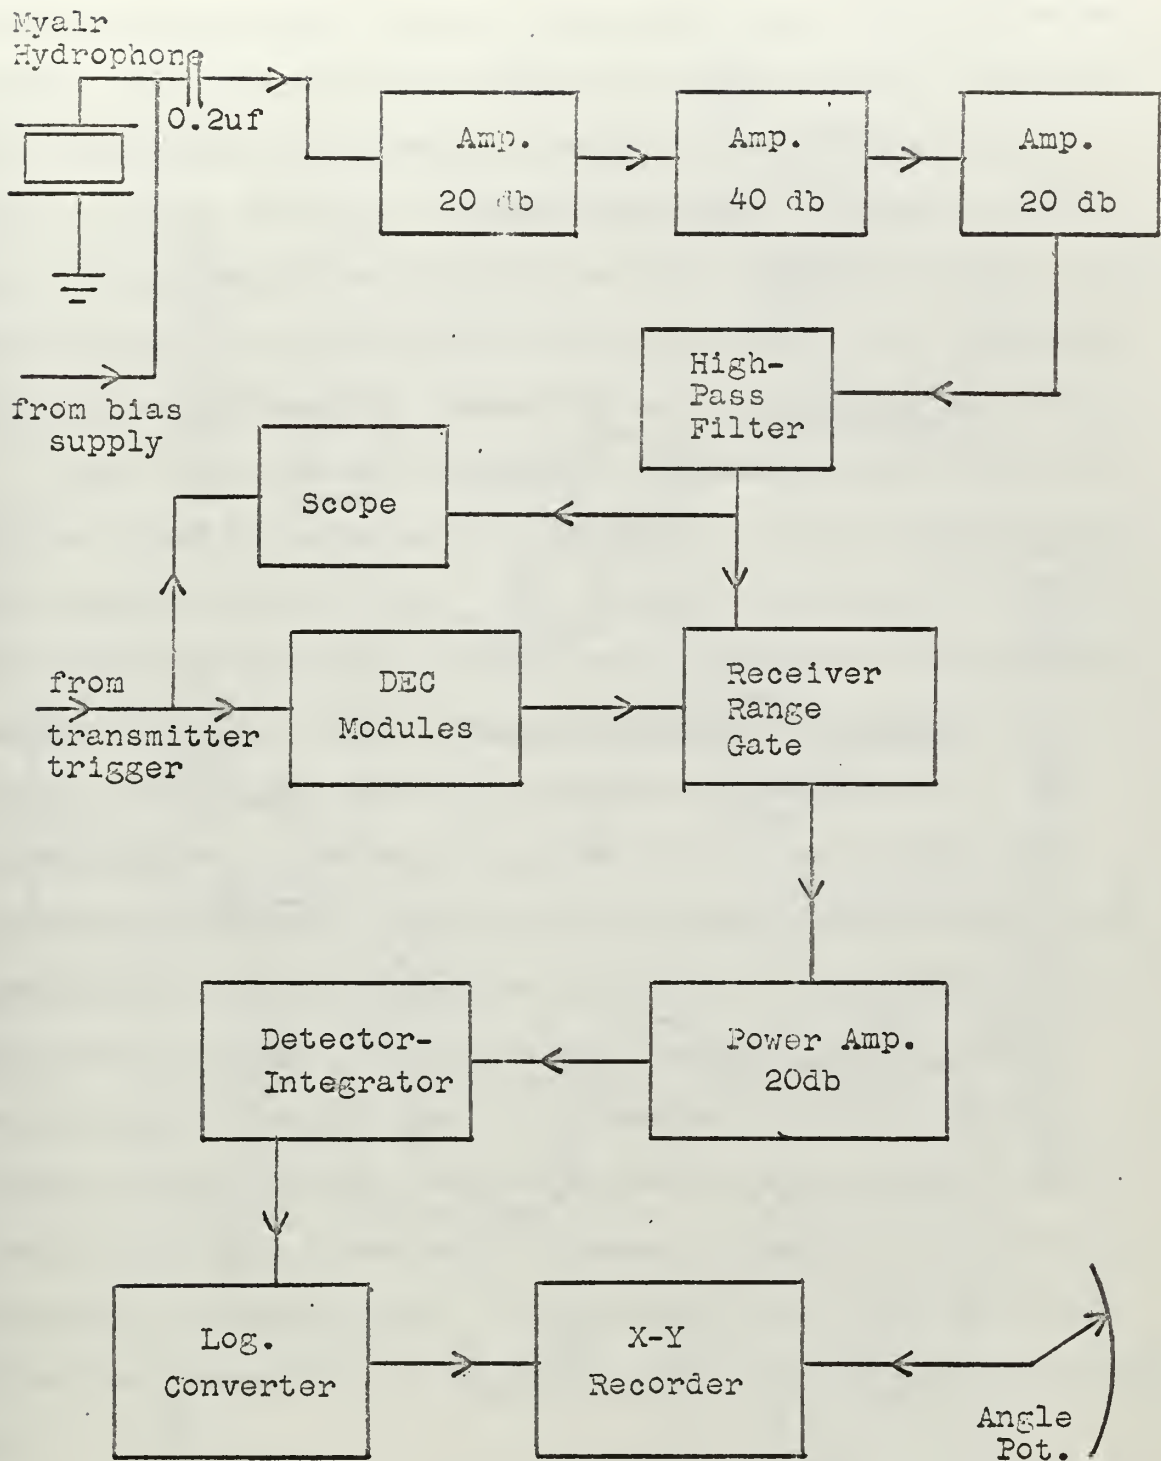 Myalr
Hydrophone
0.2uf
Amp.
20 db
Amp.
40 db
Amp.
20 db
from bias
supply
High-
Pass
Filter
Scope
from
transmitter
trigger
DEC
Modules
Receiver
Range
Gate
Detector-
Integrator
Power Amp.
20db
Log.
Converter
X-Y
Recorder
Angle
Pot.